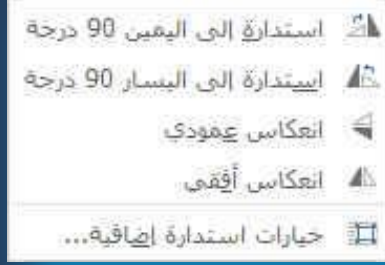 استدارة إلى اليمين 90 درجة
استدارة إلى اليسار 90 درجة
انعكاس عمودي
انعكاس أفقي
خيارات استدارة إضافية...